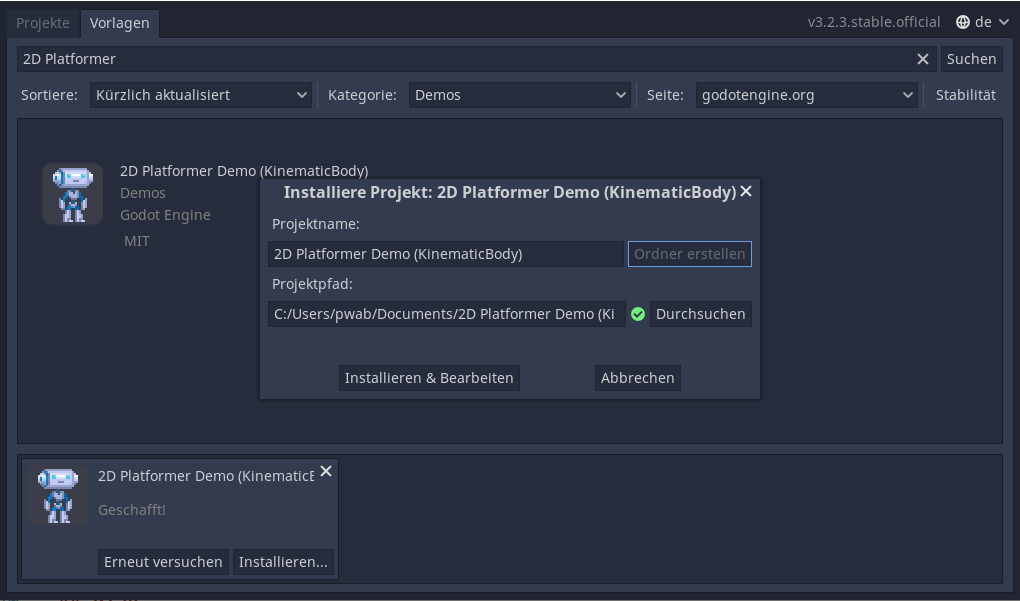 Projekte Vorlagen v3.2.3.stable.official de
2D Platformer Suchen
Sortiere: Kürzlich aktualisiert Kategorie: Demos Seite: godotengine.org Stabilität
2D Platformer Demo (KinematicBody)
Demos
Godot Engine
MIT
Installiere Projekt: 2D Platformer Demo (KinematicBody)
Projektname:
2D Platformer Demo (KinematicBody) Ordner erstellen
Projektpfad:
C:/Users/pwab/Documents/2D Platformer Demo (Ki Durchsuchen
Installieren & Bearbeiten Abbrechen
2D Platformer Demo (KinematicE
Geschafft!
Erneut versuchen Installieren...